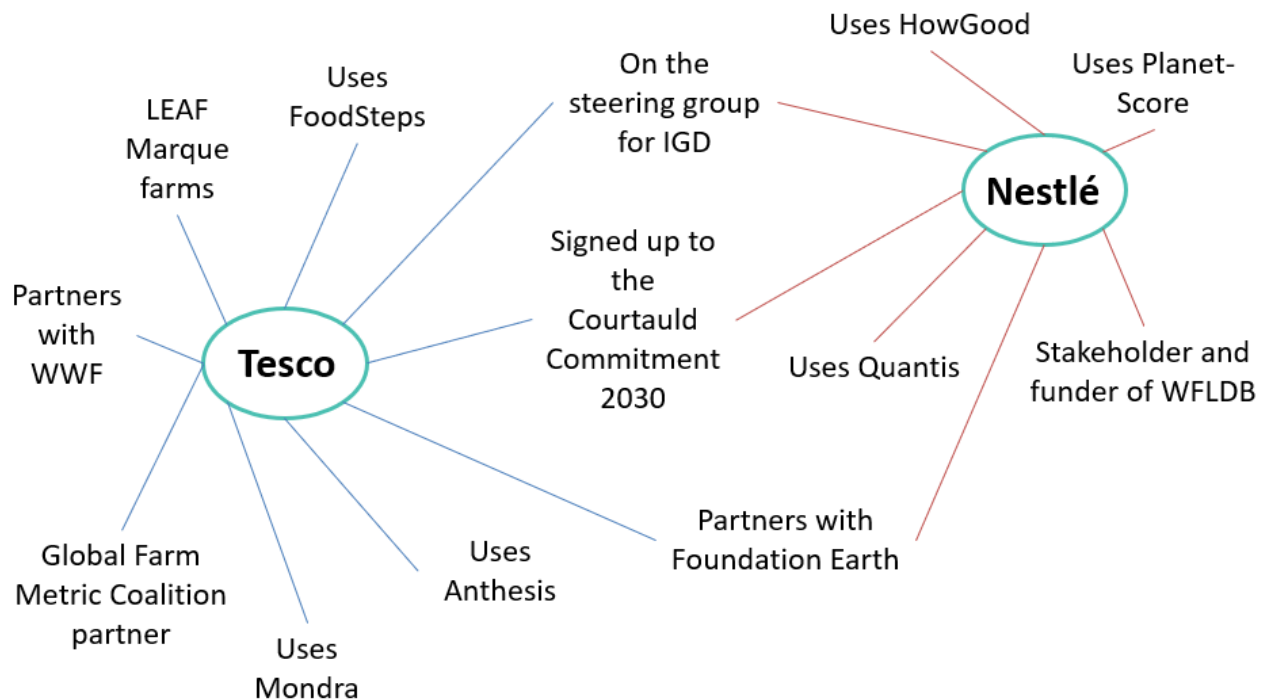 Uses HowGood
Uses Planet-
Score
On the
steering group
for IGD
Uses
FoodSteps
LEAF
Marque
farms
Nestlé
Signed up to
the
Courtauld
Commitment
2030
Partners
with
WWF
Tesco
Uses Quantis
Stakeholder and
funder of WFLDB
Partners with
Foundation Earth
Global Farm
Metric Coalition
partner
Uses
Anthesis
Uses
Mondra